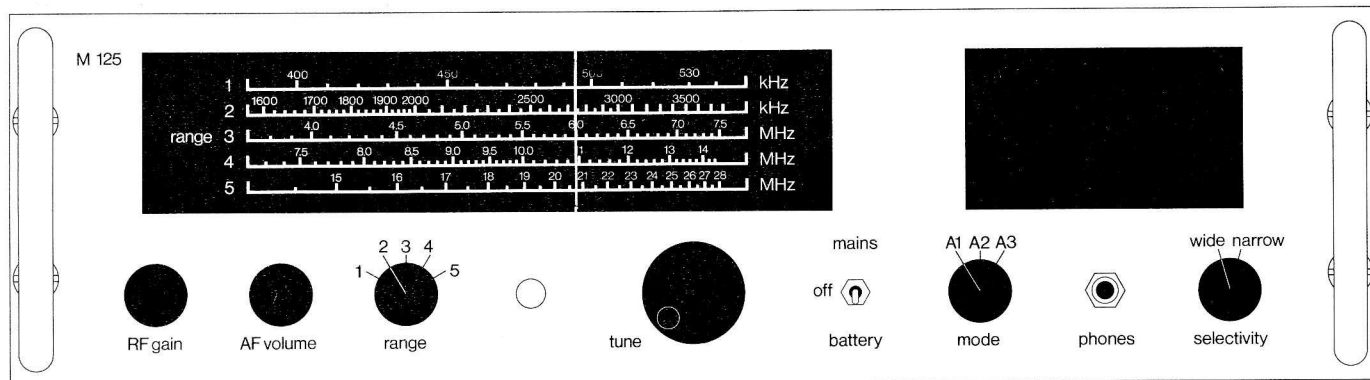 M 125
1 400 450 500 530 kHz
2 1600 1700 1800 1900 2000 2500 3000 3500 kHz
range 3 4.0 4.5 5.0 5.5 6.0 6.5 7.0 7.5 MHz
4 7.5 8.0 8.5 9.0 9.5 10.0 11 12 13 14 MHz
5 15 16 17 18 19 20 21 22 23 24 25 26 27 28 MHz
1 2 3 4 5
mains
off
battery
A1 A2 A3
wide narrow
RF gain AF volume range tune mode phones selectivity